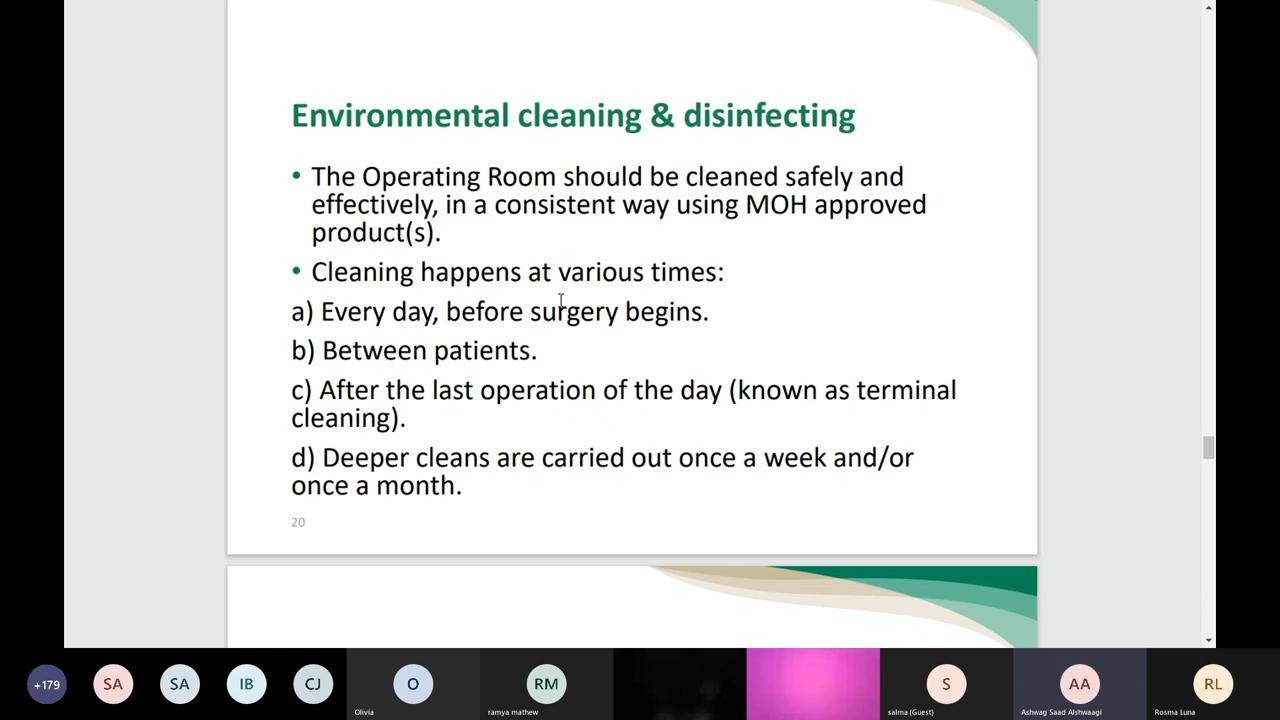 Environmental cleaning & disinfecting
• The Operating Room should be cleaned safely and
effectively, in a consistent way using MOH approved
product(s).
• Cleaning happens at various times:
a) Every day, before surgery begins.
b) Between patients.
c) After the last operation of the day (known as terminal
cleaning).
d) Deeper cleans are carried out once a week and/or
once a month.
20
+179
SA
SA
IB
CJ
O
Olivia
RM
ramya mathew
S
salma (Guest)
AA
Ashwag Saad Alshwaagi
RL
Rosma Luna